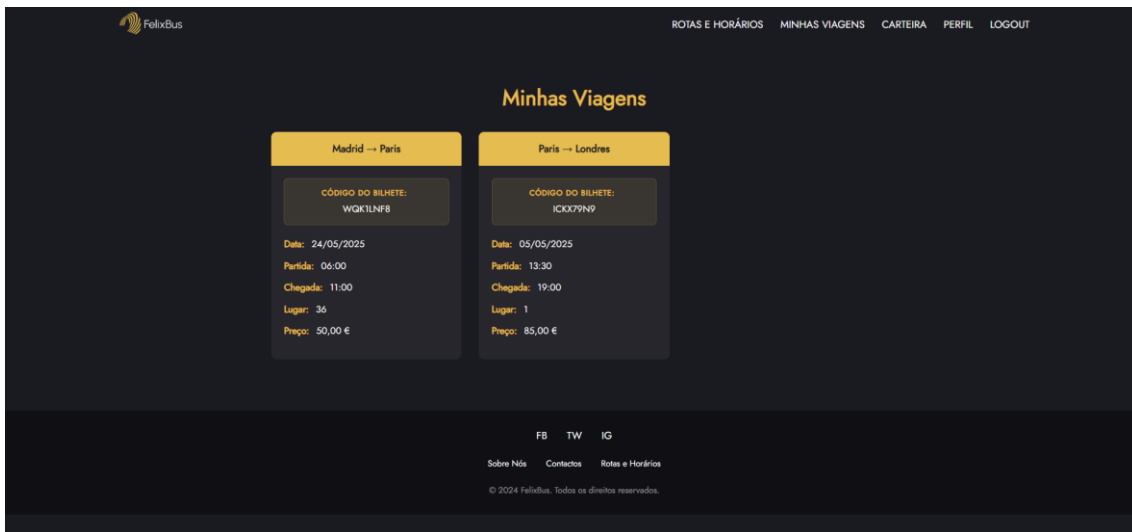 FelixBus
ROTAS E HORÁRIOS MINHAS VIAGENS CARTEIRA PERFIL LOGOUT
Minhas Viagens
Madrid → Paris
CÓDIGO DO BILHETE:
WQK1LNF8
Data: 24/05/2025
Partida: 06:00
Chegada: 11:00
Lugar: 36
Preço: 50,00 €
Paris → Londres
CÓDIGO DO BILHETE:
ICKX79N9
Data: 05/05/2025
Partida: 13:30
Chegada: 19:00
Lugar: 1
Preço: 85,00 €
FB TW IG
Sobre Nós Contactos Rotas e Horários
© 2024 FelixBus. Todos os direitos reservados.